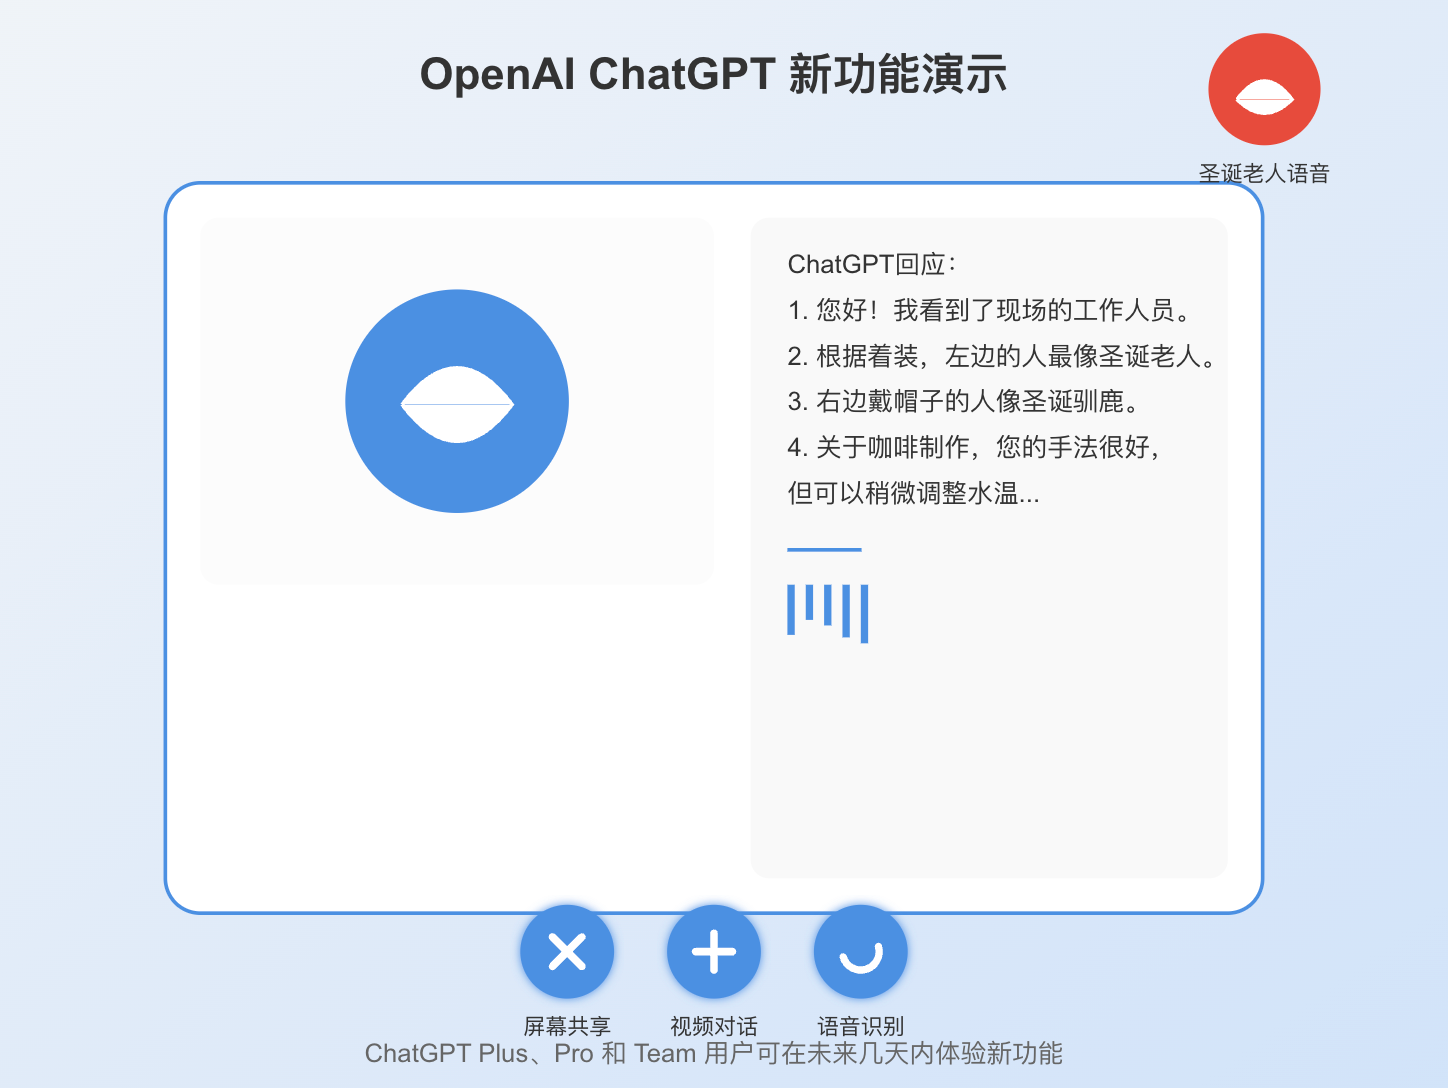 OpenAI ChatGPT 新功能演示
圣诞老人语音
ChatGPT回应：
1. 您好！我看到了现场的工作人员。
2. 根据着装，左边的人最像圣诞老人。
3. 右边戴帽子的人像圣诞驯鹿。
4. 关于咖啡制作，您的手法很好，
但可以稍微调整水温...
屏幕共享
视频对话
语音识别
ChatGPT Plus、Pro 和 Team 用户可在未来几天内体验新功能